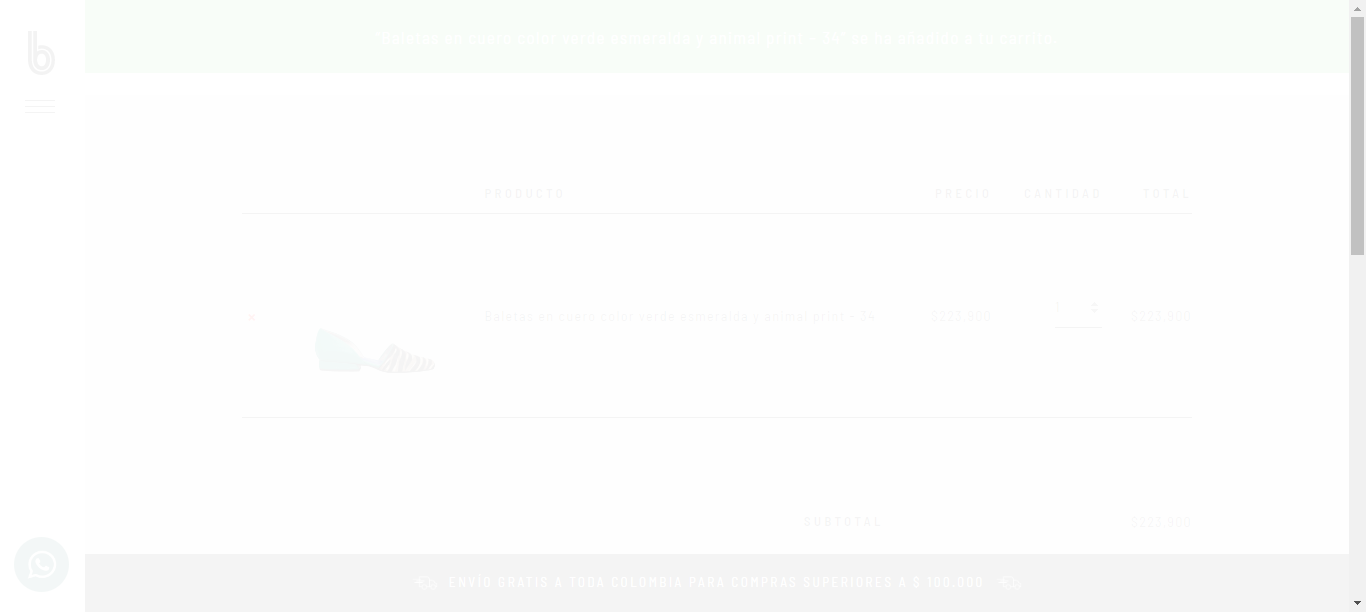 b
"Baletas en cuero color verde esmeralda y animal print – 34" se ha añadido a tu carrito.
PRODUCTO PRECIO CANTIDAD TOTAL
× Baletas en cuero color verde esmeralda y animal print – 34 $223.900 1 $223.900
SUBTOTAL $223.900
ENVÍO GRATIS A TODA COLOMBIA PARA COMPRAS SUPERIORES A $ 100.000